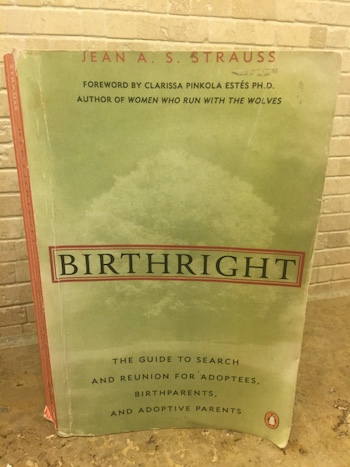 JEAN A. S. STRAUSS
FOREWORD BY CLARISSA PINKOLA ESTÉS PH.D.
AUTHOR OF WOMEN WHO RUN WITH THE WOLVES
BIRTHRIGHT
THE GUIDE TO SEARCH
AND REUNION FOR ADOPTEES,
BIRTHPARENTS,
AND ADOPTIVE PARENTS